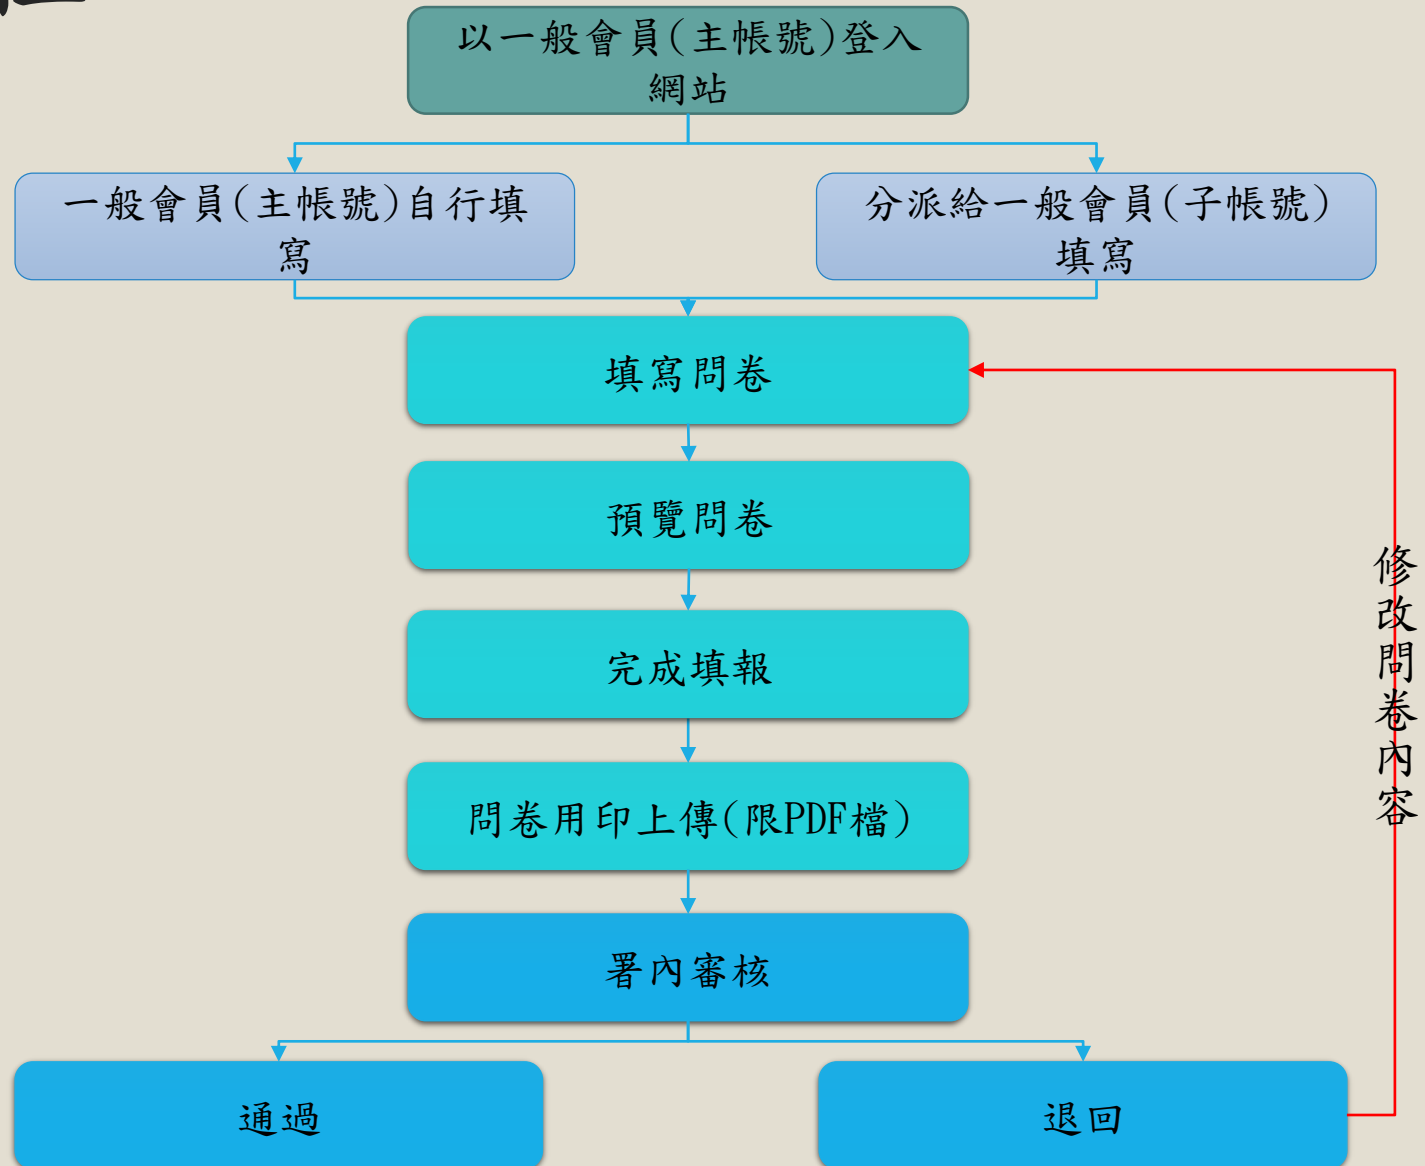 以一般會員(主帳號)登入
網站
一般會員(主帳號)自行填
寫
分派給一般會員(子帳號)
填寫
填寫問卷
預覽問卷
完成填報
問卷用印上傳(限PDF檔)
署內審核
通過
退回
修改問卷內容